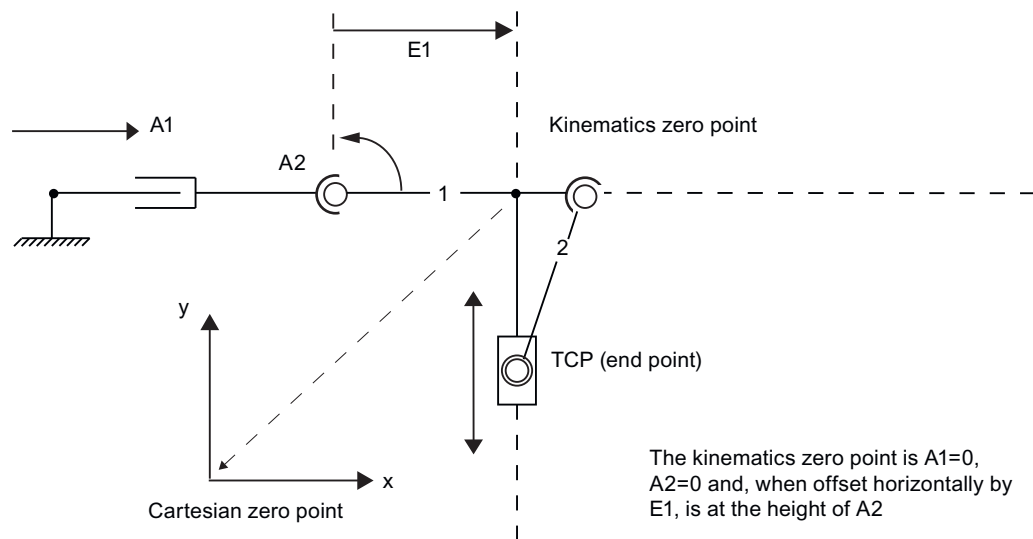 E1
A1
Kinematics zero point
A2
1
2
y
TCP (end point)
x
The kinematics zero point is A1=0,
A2=0 and, when offset horizontally by
E1, is at the height of A2
Cartesian zero point